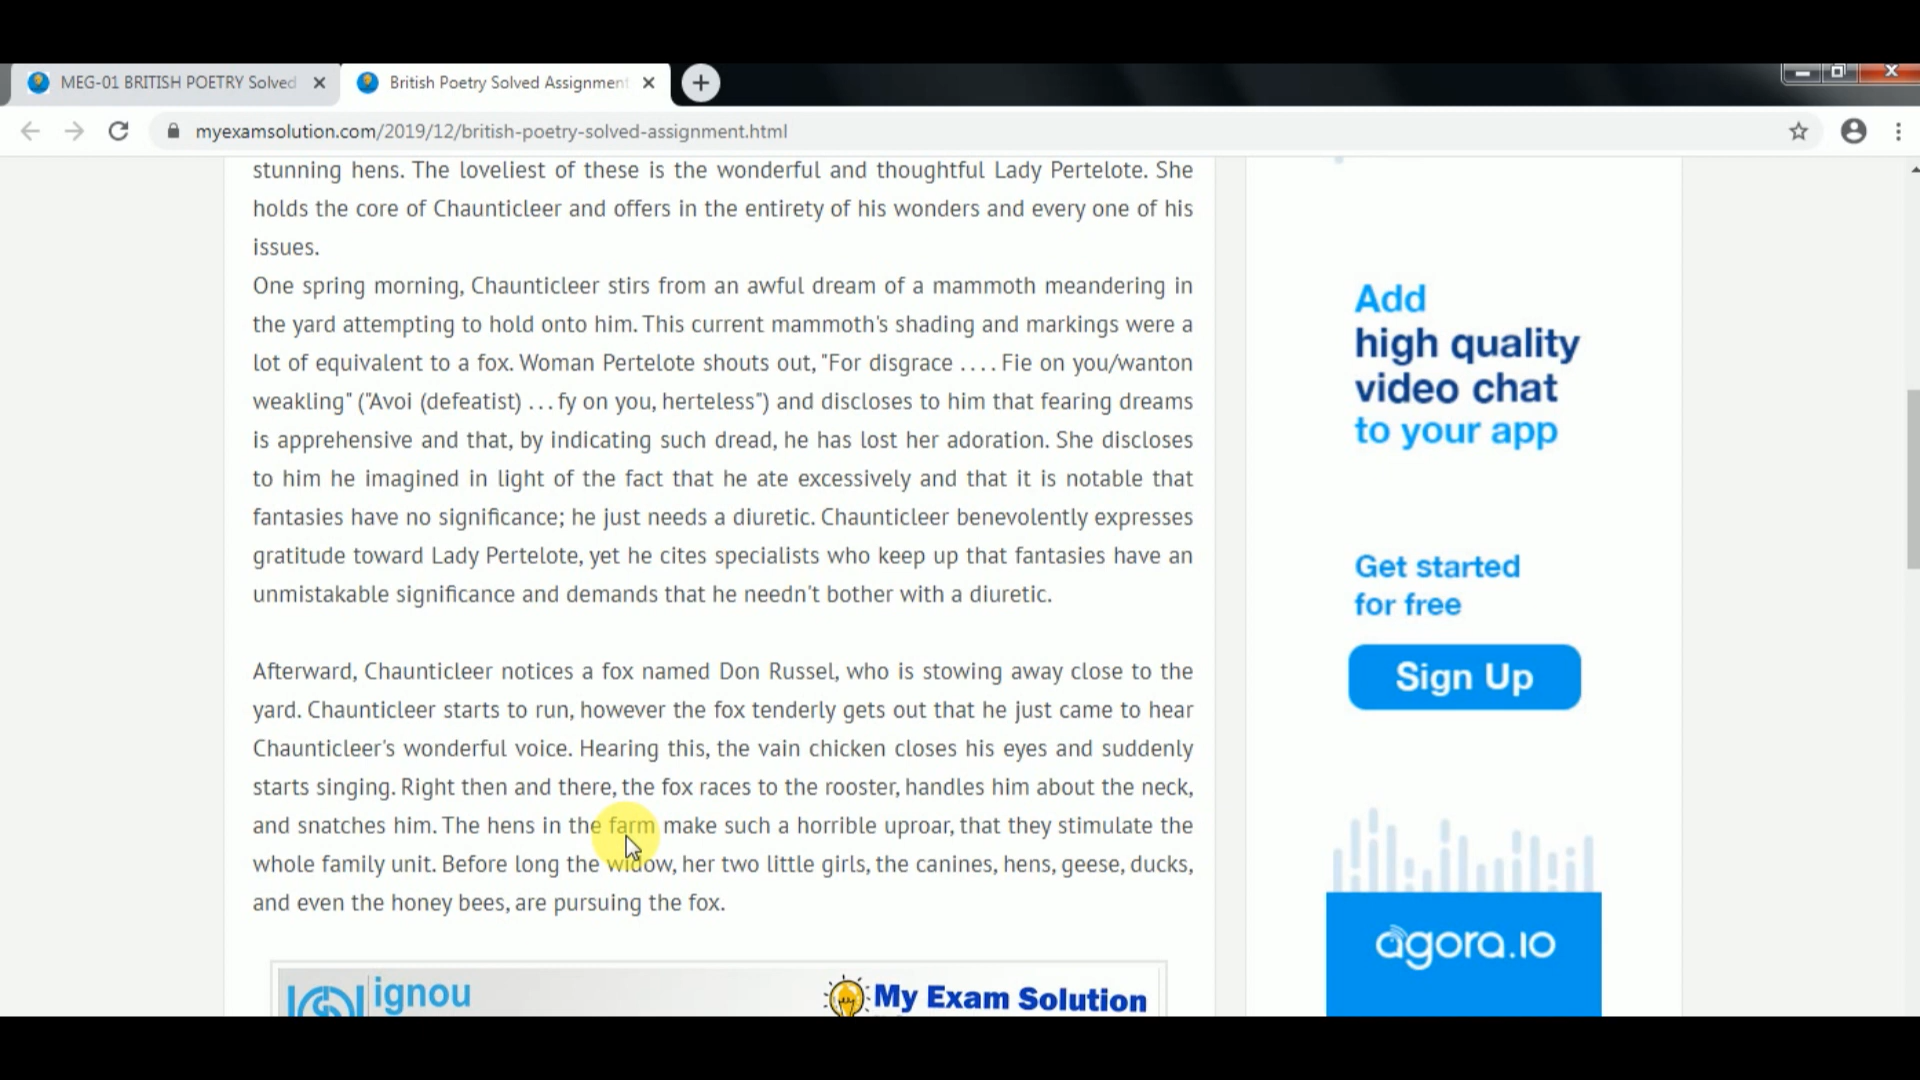 MEG-01 BRITISH POETRY Solved
British Poetry Solved Assignment
myexamsolution.com/2019/12/british-poetry-solved-assignment.html
stunning hens. The loveliest of these is the wonderful and thoughtful Lady Pertelote. She
holds the core of Chaunticleer and offers in the entirety of his wonders and every one of his
issues.
One spring morning, Chaunticleer stirs from an awful dream of a mammoth meandering in
the yard attempting to hold onto him. This current mammoth's shading and markings were a
lot of equivalent to a fox. Woman Pertelote shouts out, "For disgrace .... Fie on you/wanton
weakling" ("Avoi (defeatist) ...fy on you, herteless") and discloses to him that fearing dreams
is apprehensive and that, by indicating such dread, he has lost her adoration. She discloses
to him he imagined in light of the fact that he ate excessively and that it is notable that
fantasies have no significance; he just needs a diuretic. Chaunticleer benevolently expresses
gratitude toward Lady Pertelote, yet he cites specialists who keep up that fantasies have an
unmistakable significance and demands that he needn't bother with a diuretic.
Afterward, Chaunticleer notices a fox named Don Russel, who is stowing away close to the
yard. Chaunticleer starts to run, however the fox tenderly gets out that he just came to hear
Chaunticleer's wonderful voice. Hearing this, the vain chicken closes his eyes and suddenly
starts singing. Right then and there, the fox races to the rooster, handles him about the neck,
and snatches him. The hens in the farm make such a horrible uproar, that they stimulate the
whole family unit. Before long the widow, her two little girls, the canines, hens, geese, ducks,
and even the honey bees, are pursuing the fox.
ignou
My Exam Solution
Add
high quality
video chat
to your app
Get started
for free
Sign Up
agora.io